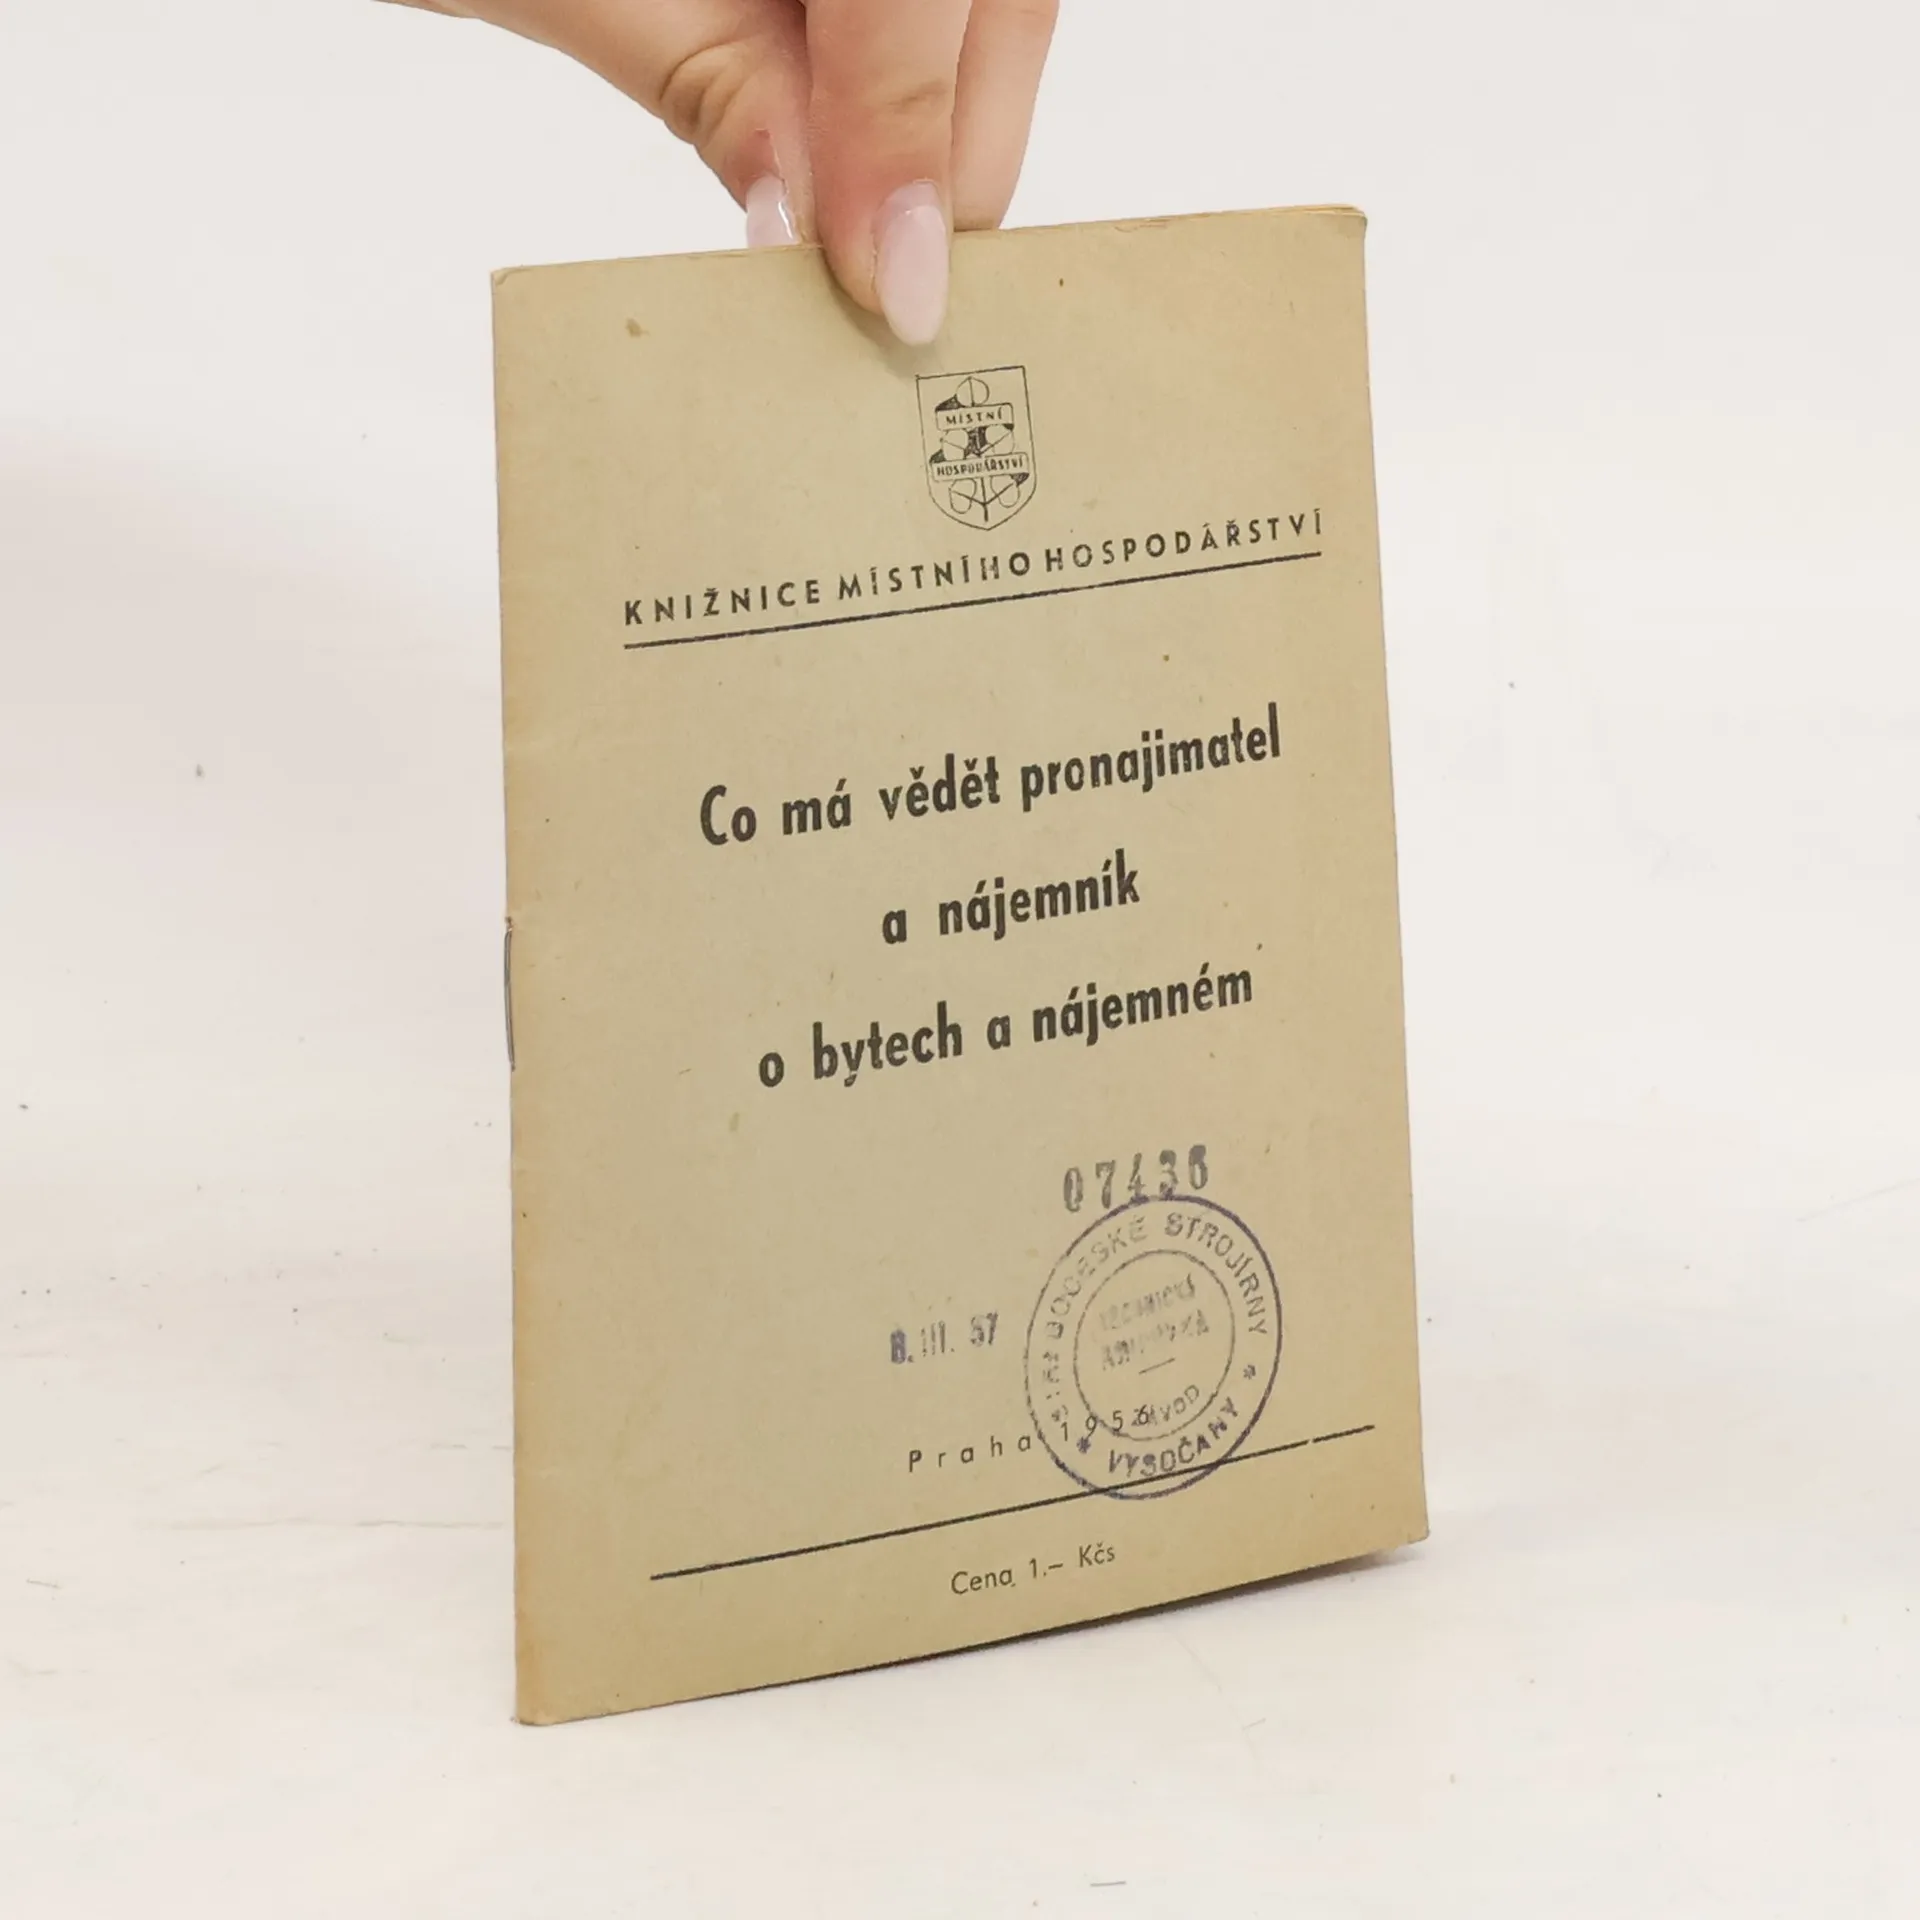 MÍSTNÍ
HOSPODÁŘSTVÍ
KNIŽNICE MÍSTNÍHO HOSPODÁŘSTVÍ
Co má vědět pronajimatel
a nájemník
o bytech a nájemném
07436
STROJÍRNY
ZÁVOD
VYSOČANY
8. III. 57
Praha 1956
Cena 1.– Kčs